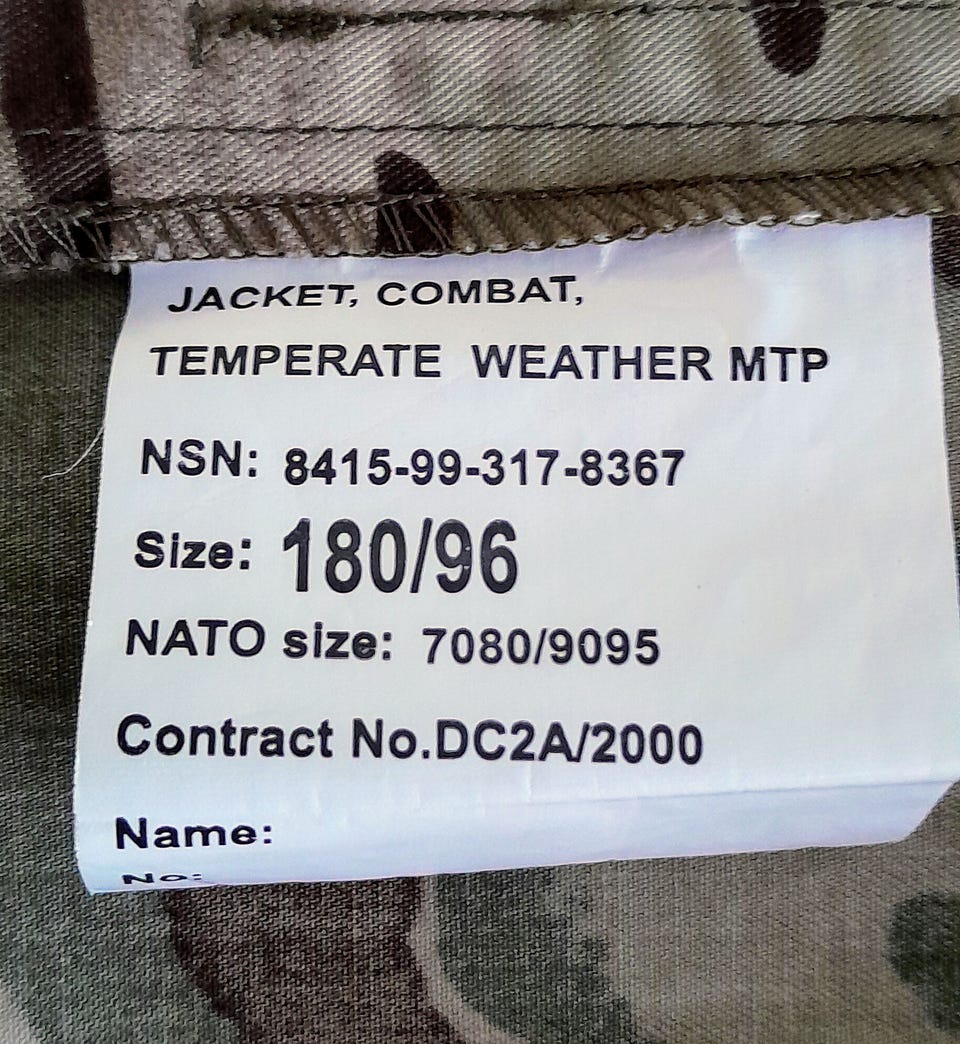 JACKET, COMBAT,
TEMPERATE WEATHER MTP
NSN: 8415-99-317-8367
Size: 180/96
NATO size: 7080/9095
Contract No.DC2A/2000
Name:
No: